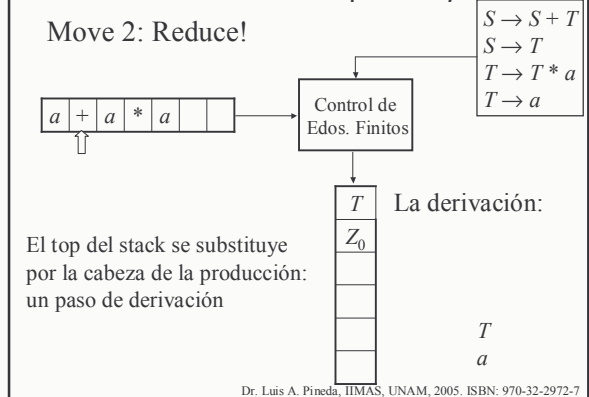 Move 2: Reduce!
S → S + T
S → T
T → T * a
T → a
a + a * a
Control de
Edos. Finitos
T
Z₀
La derivación:
El top del stack se substituye
por la cabeza de la producción:
un paso de derivación
T
a
Dr. Luis A. Pineda, IIMAS, UNAM, 2005. ISBN: 970-32-2972-7